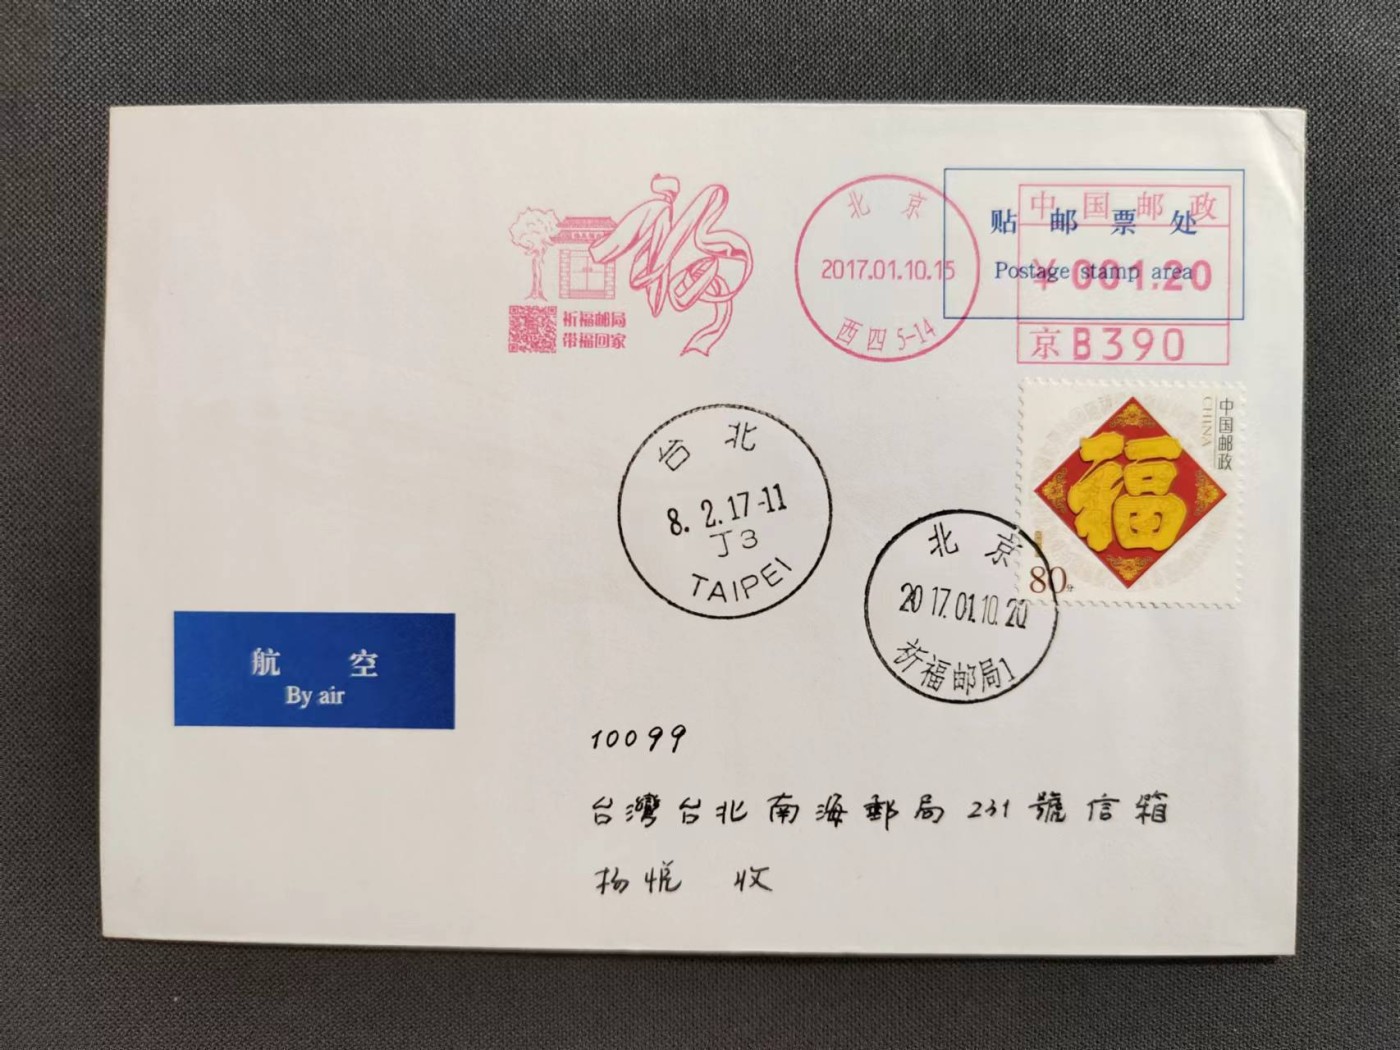 祈福邮局
带福回家
北京
2017.01.10.15
西四 5-14
贴邮票处
Postage stamp area
中国邮政
¥001.20
京B390
中国邮政
CHINA
福
80分
台北
8.2.17-11
J3
TAIPEI
北京
2017.01.10.20
祈福邮局1
航空
By air
10099
台灣台北南海郵局231號信箱
杨悦 收